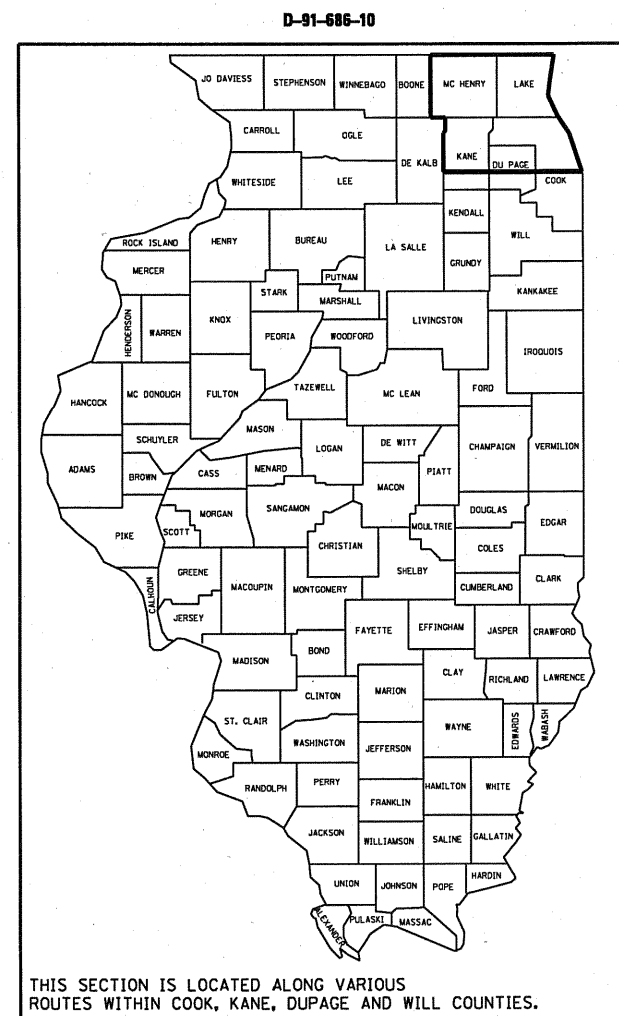 D-91-686-10
JO DAVIESS STEPHENSON WINNEBAGO BOONE MC HENRY LAKE
CARROLL OGLE
DE KALB KANE DU PAGE
COOK
WHITESIDE LEE
KENDALL
WILL
ROCK ISLAND HENRY BUREAU LA SALLE
GRUNDY
MERCER PUTNAM
STARK MARSHALL KANKAKEE
HENDERSON WARREN KNOX LIVINGSTON
PEORIA WOODFORD
IROQUOIS
TAZEWELL
HANCOCK MC DONOUGH FULTON MC LEAN FORD
MASON
SCHUYLER LOGAN DE WITT CHAMPAIGN VERMILION
ADAMS BROWN CASS MENARD PIATT
MACON
MORGAN SANGAMON DOUGLAS
PIKE SCOTT MOULTRIE EDGAR
CHRISTIAN COLES
GREENE SHELBY
CALHOUN MACOUPIN MONTGOMERY CUMBERLAND CLARK
JERSEY FAYETTE EFFINGHAM JASPER CRAWFORD
MADISON BOND
CLAY RICHLAND LAWRENCE
CLINTON MARION
ST. CLAIR WAYNE EDWARDS WABASH
WASHINGTON JEFFERSON
MONROE
RANDOLPH PERRY HAMILTON WHITE
FRANKLIN
JACKSON WILLIAMSON SALINE GALLATIN
UNION JOHNSON POPE HARDIN
ALEXANDER PULASKI MASSAC
THIS SECTION IS LOCATED ALONG VARIOUS
ROUTES WITHIN COOK, KANE, DUPAGE AND WILL COUNTIES.